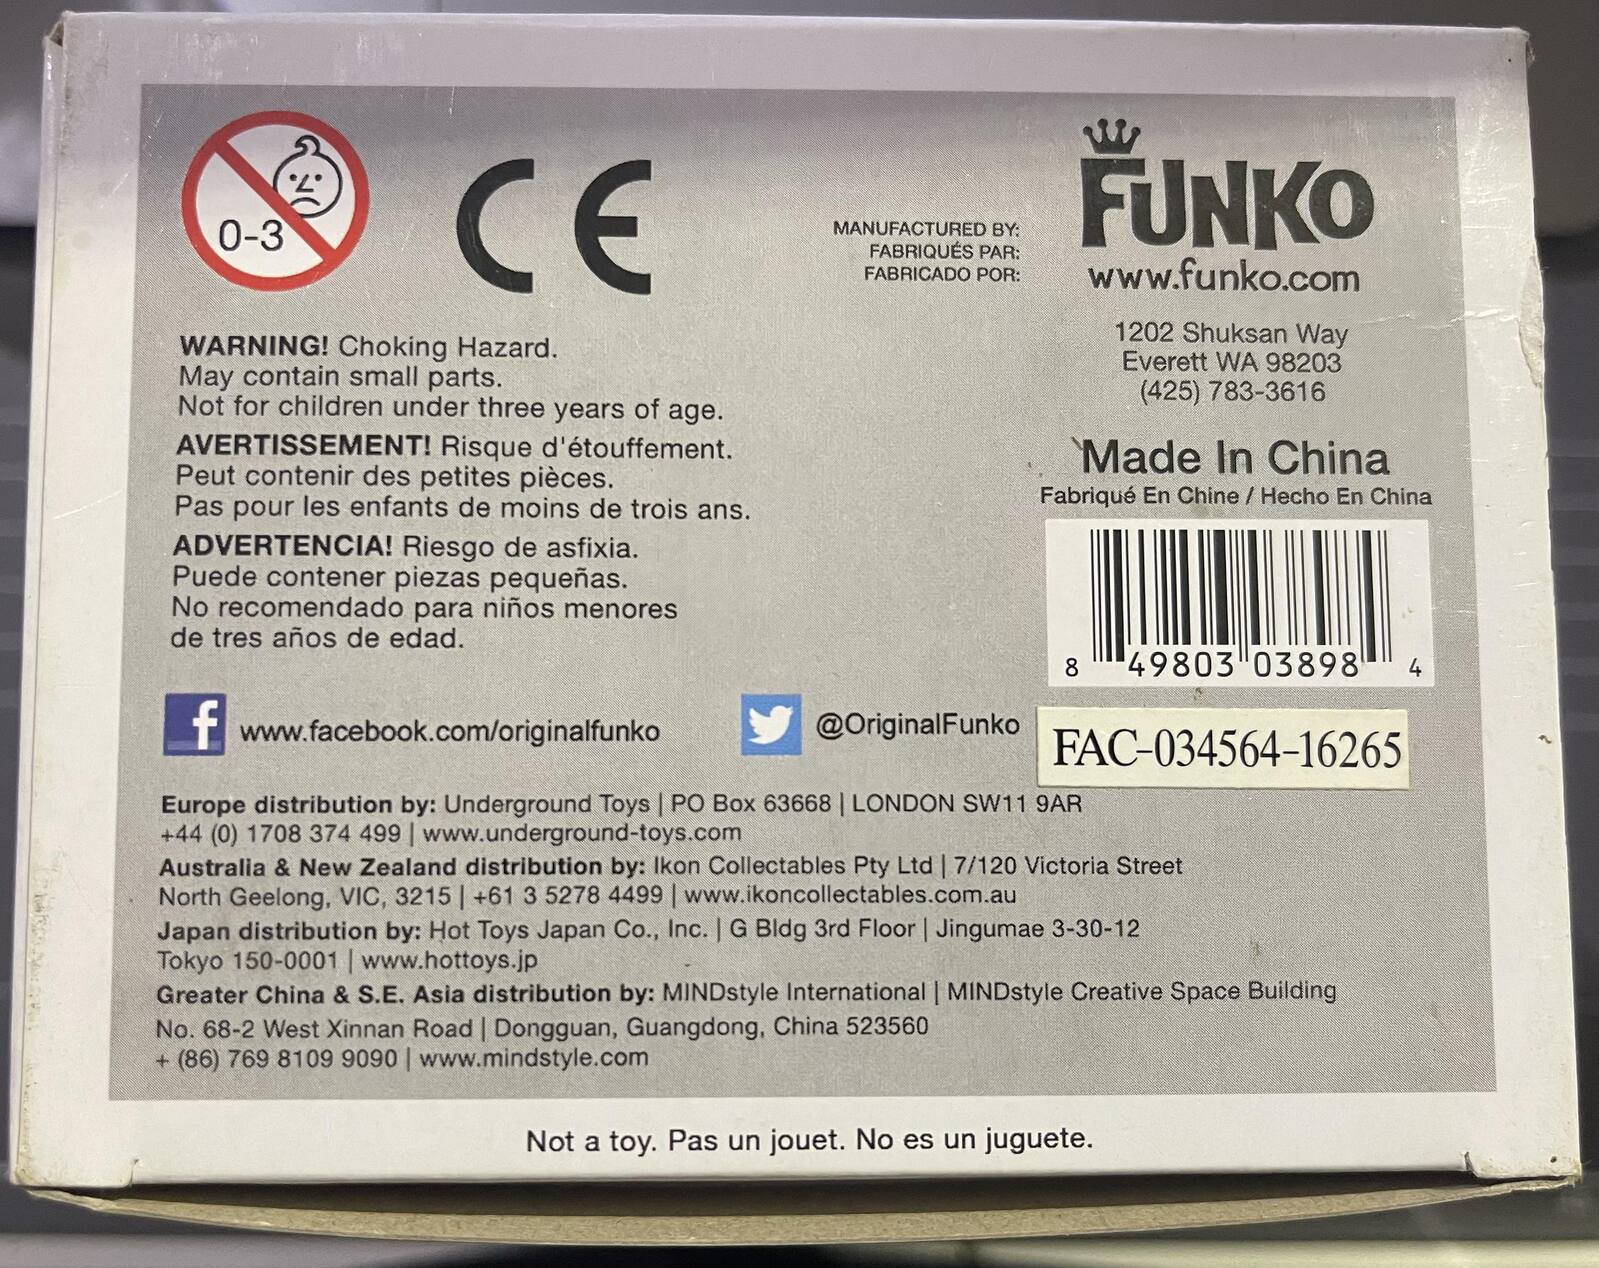 0-3
CE
MANUFACTURED BY:
FABRIQUÉS PAR:
FABRICADO POR:
FUNKO
www.funko.com
1202 Shuksan Way
Everett WA 98203
(425) 783-3616
WARNING! Choking Hazard.
May contain small parts.
Not for children under three years of age.
AVERTISSEMENT! Risque d'étouffement.
Peut contenir des petites pièces.
Pas pour les enfants de moins de trois ans.
ADVERTENCIA! Riesgo de asfixia.
Puede contener piezas pequeñas.
No recomendado para niños menores
de tres años de edad.
Made In China
Fabriqué En Chine / Hecho En China
8 49803 03898 4
f www.facebook.com/originalfunko
@OriginalFunko
FAC-034564-16265
Europe distribution by: Underground Toys | PO Box 63668 | LONDON SW11 9AR
+44 (0) 1708 374 499 | www.underground-toys.com
Australia & New Zealand distribution by: Ikon Collectables Pty Ltd | 7/120 Victoria Street
North Geelong, VIC, 3215 | +61 3 5278 4499 | www.ikoncollectables.com.au
Japan distribution by: Hot Toys Japan Co., Inc. | G Bldg 3rd Floor | Jingumae 3-30-12
Tokyo 150-0001 | www.hottoys.jp
Greater China & S.E. Asia distribution by: MINDstyle International | MINDstyle Creative Space Building
No. 68-2 West Xinnan Road | Dongguan, Guangdong, China 523560
+ (86) 769 8109 9090 | www.mindstyle.com
Not a toy. Pas un jouet. No es un juguete.